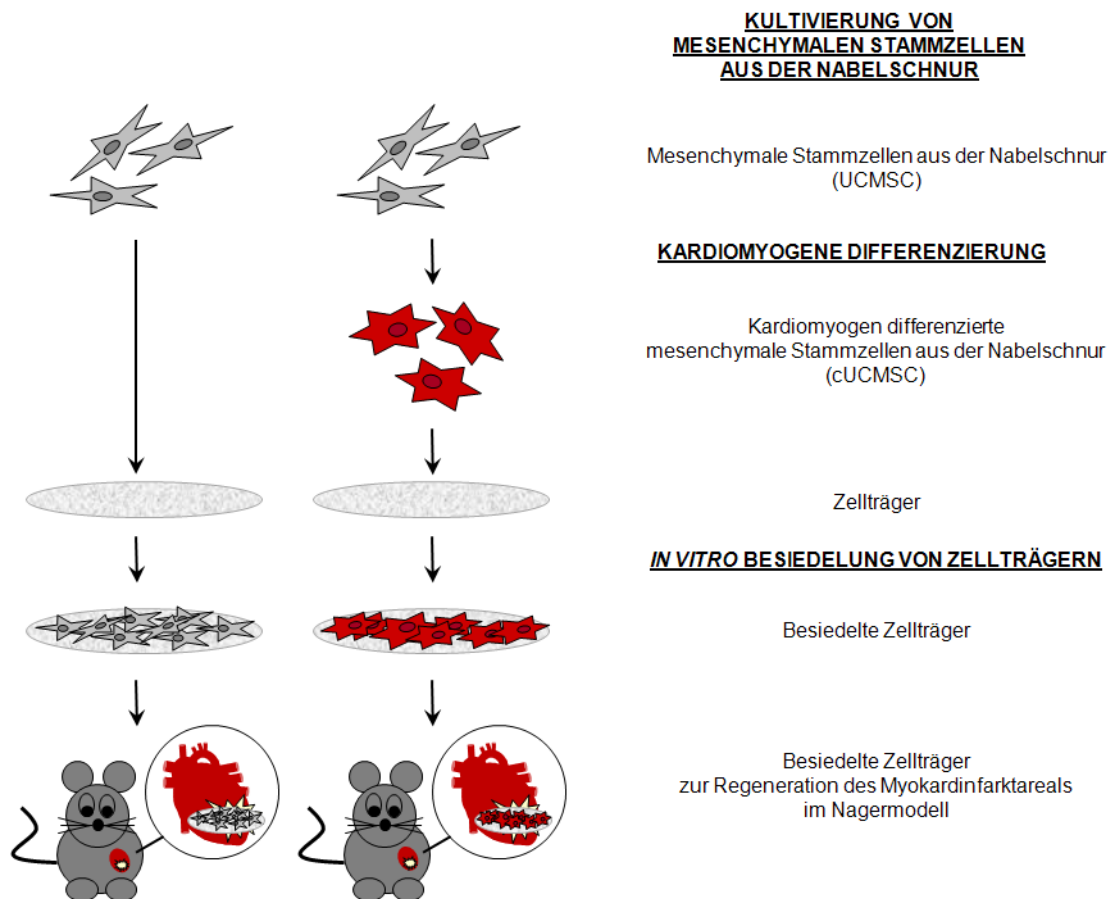 KULTIVIERUNG VON
MESENCHYMALEN STAMMZELLEN
AUS DER NABELSCHNUR
Mesenchymale Stammzellen aus der Nabelschnur
(UCMSC)
KARDIOMYOGENE DIFFERENZIERUNG
Kardiomyogen differenzierte
mesenchymale Stammzellen aus der Nabelschnur
(cUCMSC)
Zellträger
IN VITRO BESIEDELUNG VON ZELLTRÄGERN
Besiedelte Zellträger
Besiedelte Zellträger
zur Regeneration des Myokardinfarktareals
im Nagermodell